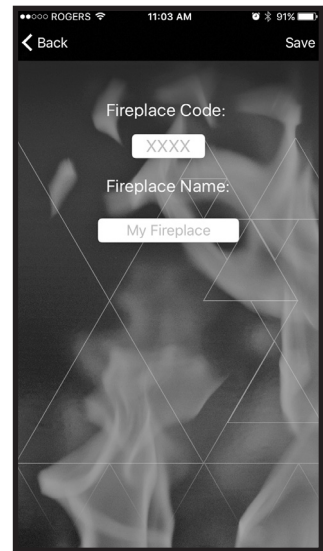 ROGERS 11:03 AM 91%
Back Save
Fireplace Code:
XXXX
Fireplace Name:
My Fireplace